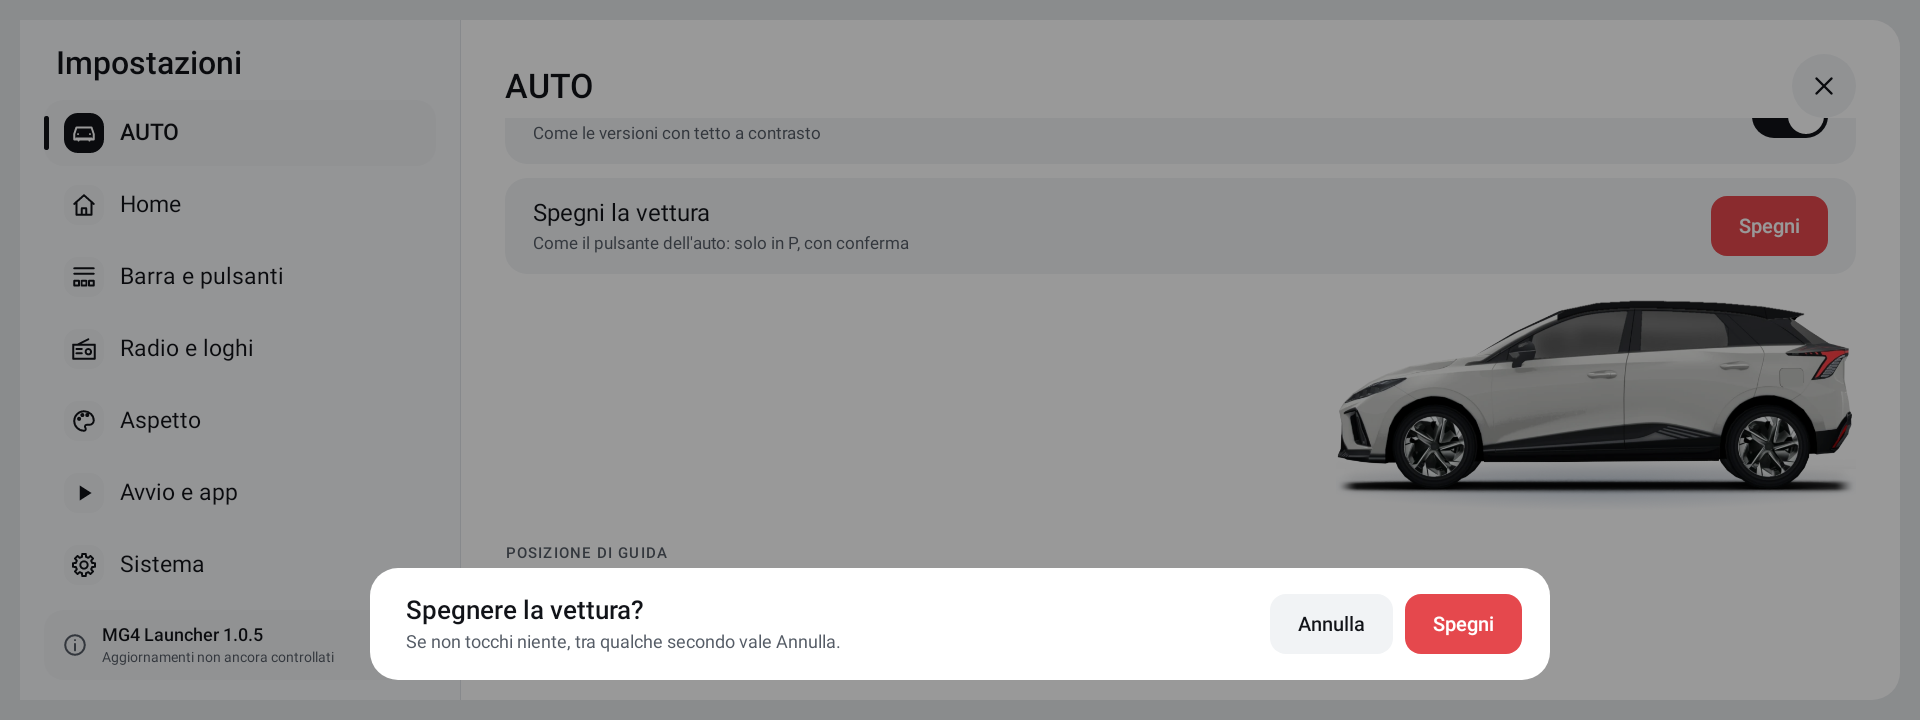 Impostazioni
AUTO
Home
Barra e pulsanti
Radio e loghi
Aspetto
Avvio e app
Sistema
MG4 Launcher 1.0.5
Aggiornamenti non ancora controllati
AUTO
Come le versioni con tetto a contrasto
Spegni la vettura
Come il pulsante dell'auto: solo in P, con conferma
Spegni
POSIZIONE DI GUIDA
Spegnere la vettura?
Se non tocchi niente, tra qualche secondo vale Annulla.
Annulla
Spegni